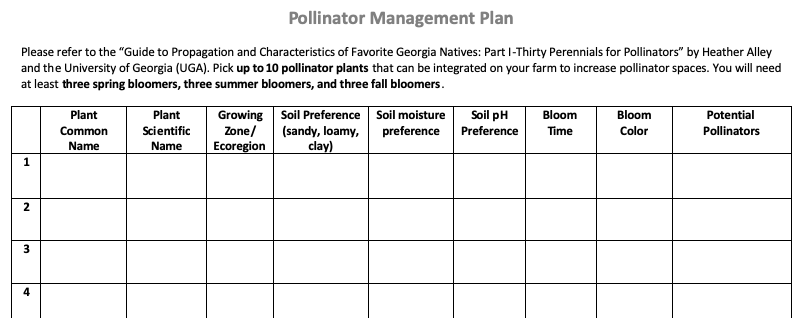 Pollinator Management Plan
Please refer to the “Guide to Propagation and Characteristics of Favorite Georgia Natives: Part I-Thirty Perennials for Pollinators” by Heather Alley
and the University of Georgia (UGA). Pick up to 10 pollinator plants that can be integrated on your farm to increase pollinator spaces. You will need
at least three spring bloomers, three summer bloomers, and three fall bloomers.
Plant Common Name
Plant Scientific Name
Growing Zone/ Ecoregion
Soil Preference (sandy, loamy, clay)
Soil moisture preference
Soil pH Preference
Bloom Time
Bloom Color
Potential Pollinators
1
2
3
4